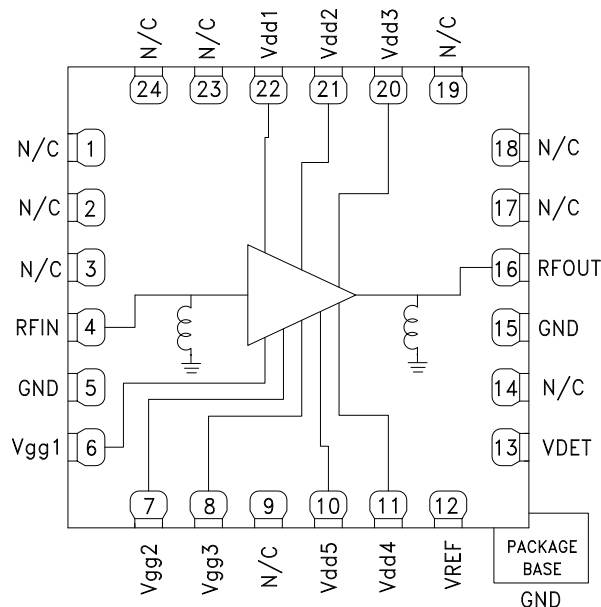 N/C
N/C
Vdd1
Vdd2
Vdd3
N/C
24
23
22
21
20
19
N/C 1
18 N/C
N/C 2
17 N/C
N/C 3
16 RFOUT
RFIN 4
15 GND
GND 5
14 N/C
Vgg1 6
13 VDET
7
8
9
10
11
12
Vgg2
Vgg3
N/C
Vdd5
Vdd4
VREF
PACKAGE
BASE
GND